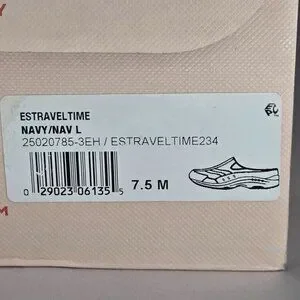 M
ESTRAVELTIME
NAVY/NAV L
25020785-3EH / ESTRAVELTIME234
0 29023 06135 5
7.5 M
M